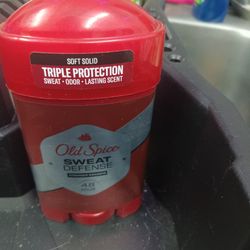 SOFT SOLID
TRIPLE PROTECTION
SWEAT • ODOR • LASTING SCENT
Old Spice
SWEAT
DEFENSE
48